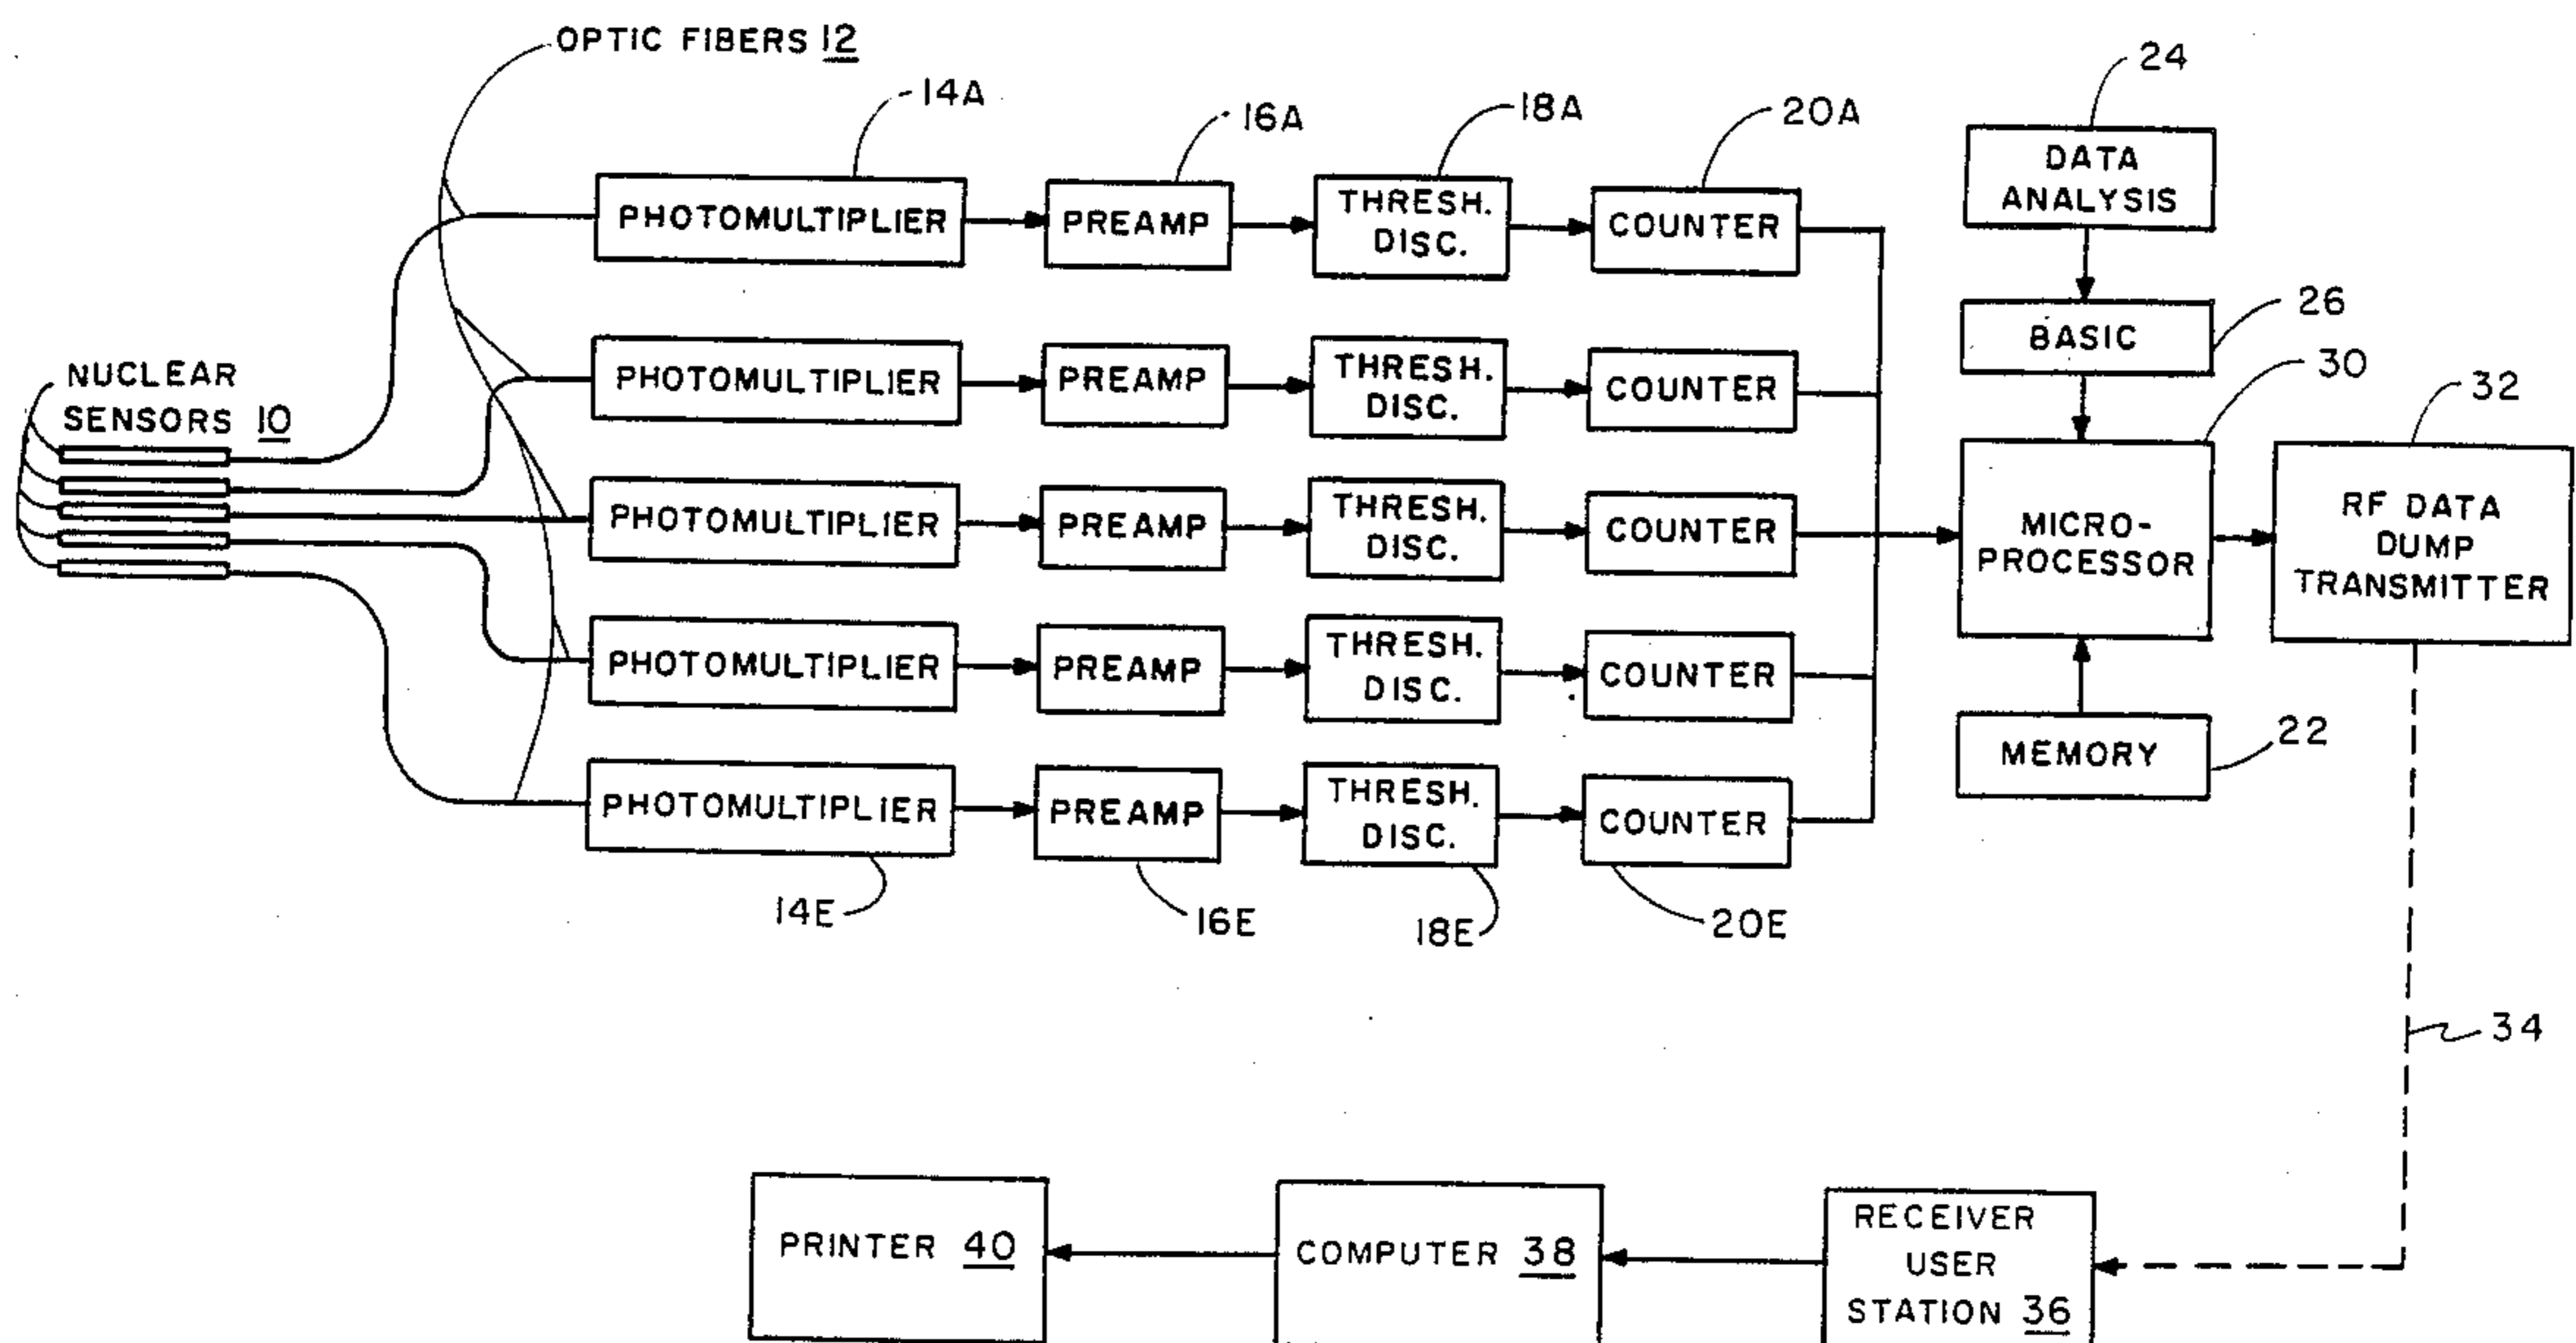 OPTIC FIBERS 12
14A
16A
18A
20A
24
DATA
ANALYSIS
PHOTOMULTIPLIER
PREAMP
THRESH.
DISC.
COUNTER
26
BASIC
30
32
NUCLEAR
SENSORS 10
PHOTOMULTIPLIER
PREAMP
THRESH.
DISC.
COUNTER
PHOTOMULTIPLIER
PREAMP
THRESH.
DISC.
COUNTER
MICRO-
PROCESSOR
RF DATA
DUMP
TRANSMITTER
PHOTOMULTIPLIER
PREAMP
THRESH.
DISC.
COUNTER
MEMORY
22
PHOTOMULTIPLIER
PREAMP
THRESH.
DISC.
COUNTER
14E
16E
18E
20E
34
PRINTER 40
COMPUTER 38
RECEIVER
USER
STATION 36